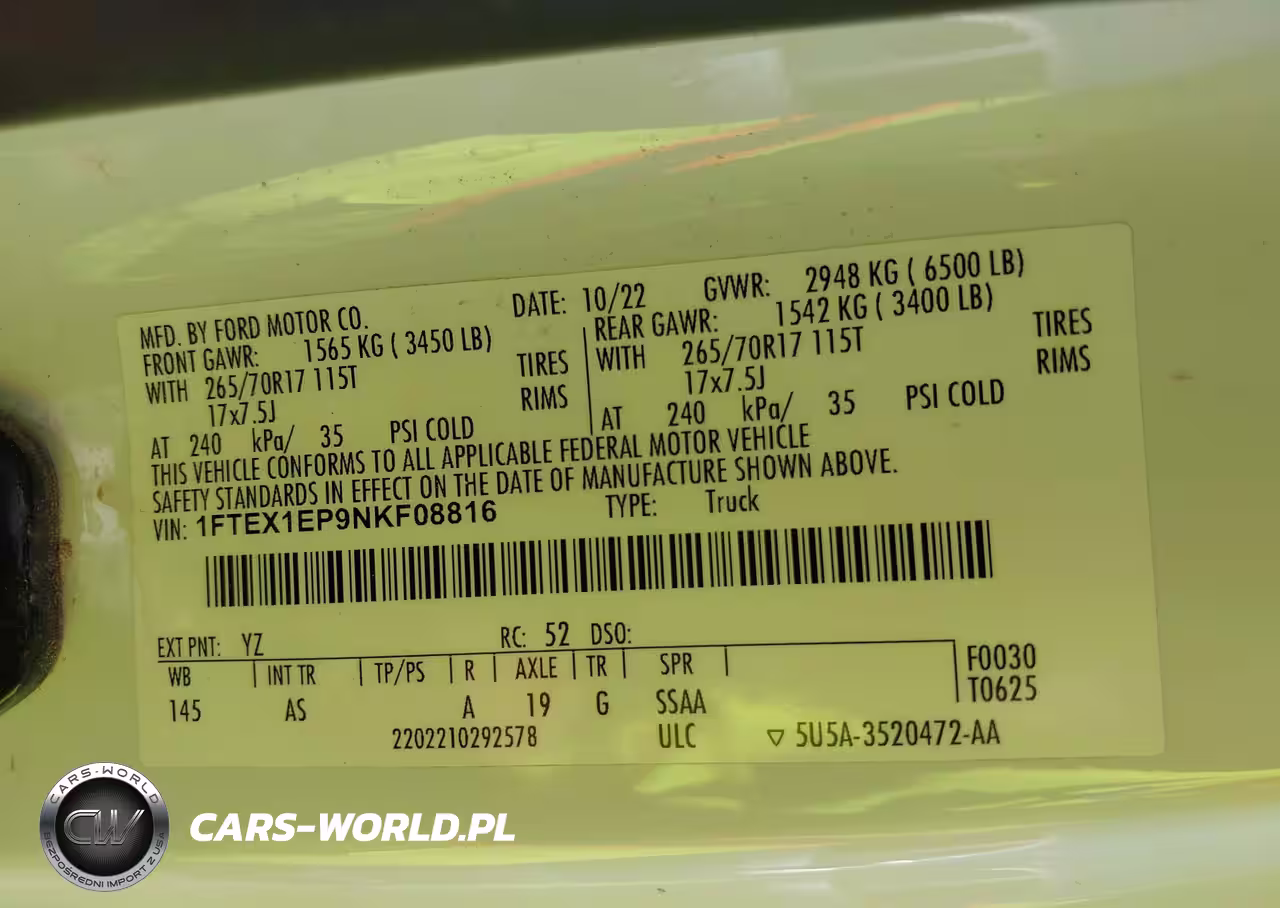 MFD. BY FORD MOTOR CO. DATE: 10/22 GVWR: 2948 KG ( 6500 LB)
FRONT GAWR: 1565 KG ( 3450 LB) REAR GAWR: 1542 KG ( 3400 LB)
WITH 265/70R17 115T TIRES WITH 265/70R17 115T TIRES
17x7.5J RIMS 17x7.5J RIMS
AT 240 kPa/ 35 PSI COLD AT 240 kPa/ 35 PSI COLD
THIS VEHICLE CONFORMS TO ALL APPLICABLE FEDERAL MOTOR VEHICLE
SAFETY STANDARDS IN EFFECT ON THE DATE OF MANUFACTURE SHOWN ABOVE.
VIN: 1FTEX1EP9NKF08816 TYPE: Truck
EXT PNT: YZ RC: 52 DSO:
WB INT TR TP/PS R AXLE TR SPR F0030
145 AS A 19 G SSAA T0625
2202210292578 ULC ▽ 5U5A-3520472-AA
CARS-WORLD
CW
BEZPOŚREDNI IMPORT Z USA
CARS-WORLD.PL